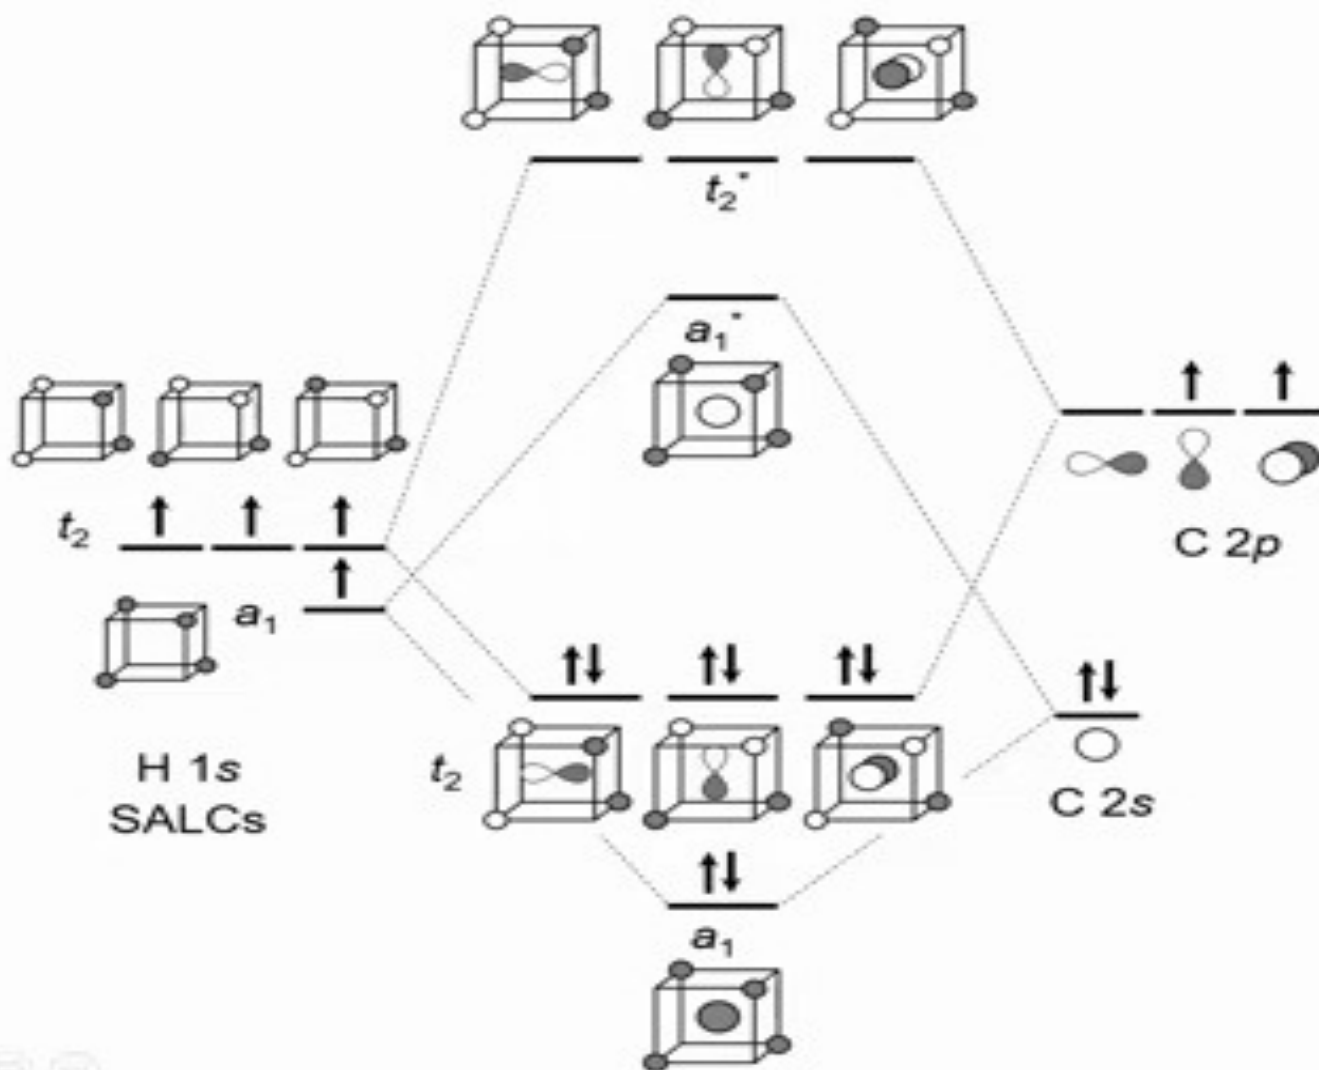 t₂*
a₁*
t₂
a₁
C 2p
H 1s
SALCs
t₂
C 2s
a₁